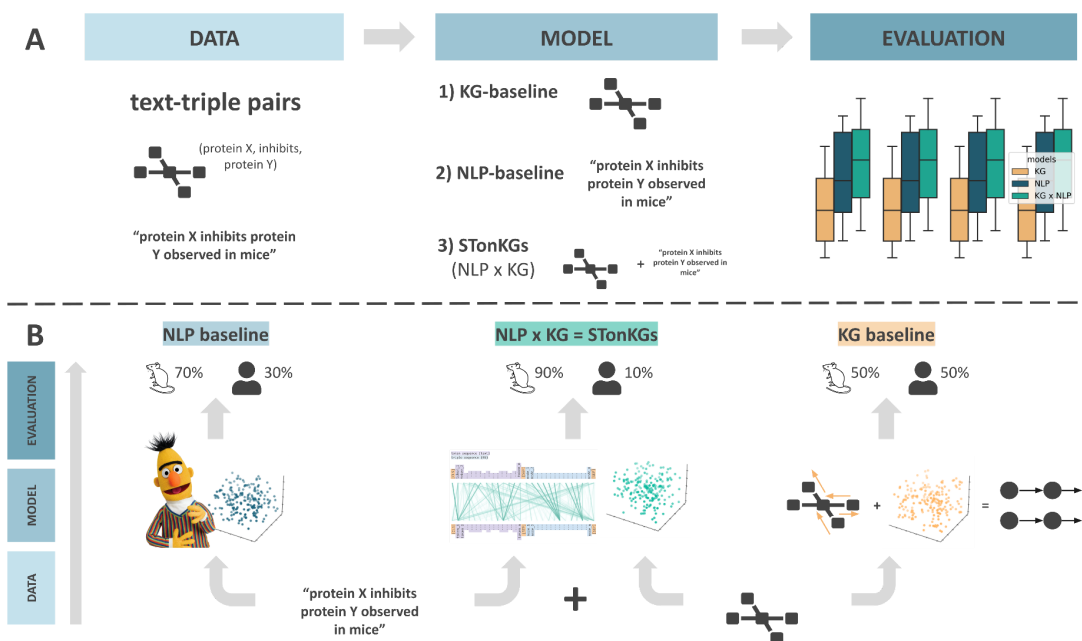 A
DATA
MODEL
EVALUATION
text-triple pairs
(protein X, inhibits,
protein Y)
“protein X inhibits protein
Y observed in mice”
1) KG-baseline
2) NLP-baseline
“protein X inhibits
protein Y observed
in mice”
3) STonKGs
(NLP x KG)
+
“protein X inhibits
protein Y observed in
mice”
models
KG
NLP
KG x NLP
B
NLP baseline
NLP x KG = STonKGs
KG baseline
70%
30%
90%
10%
50%
50%
EVALUATION
MODEL
DATA
+
=
“protein X inhibits
protein Y observed
in mice”
+